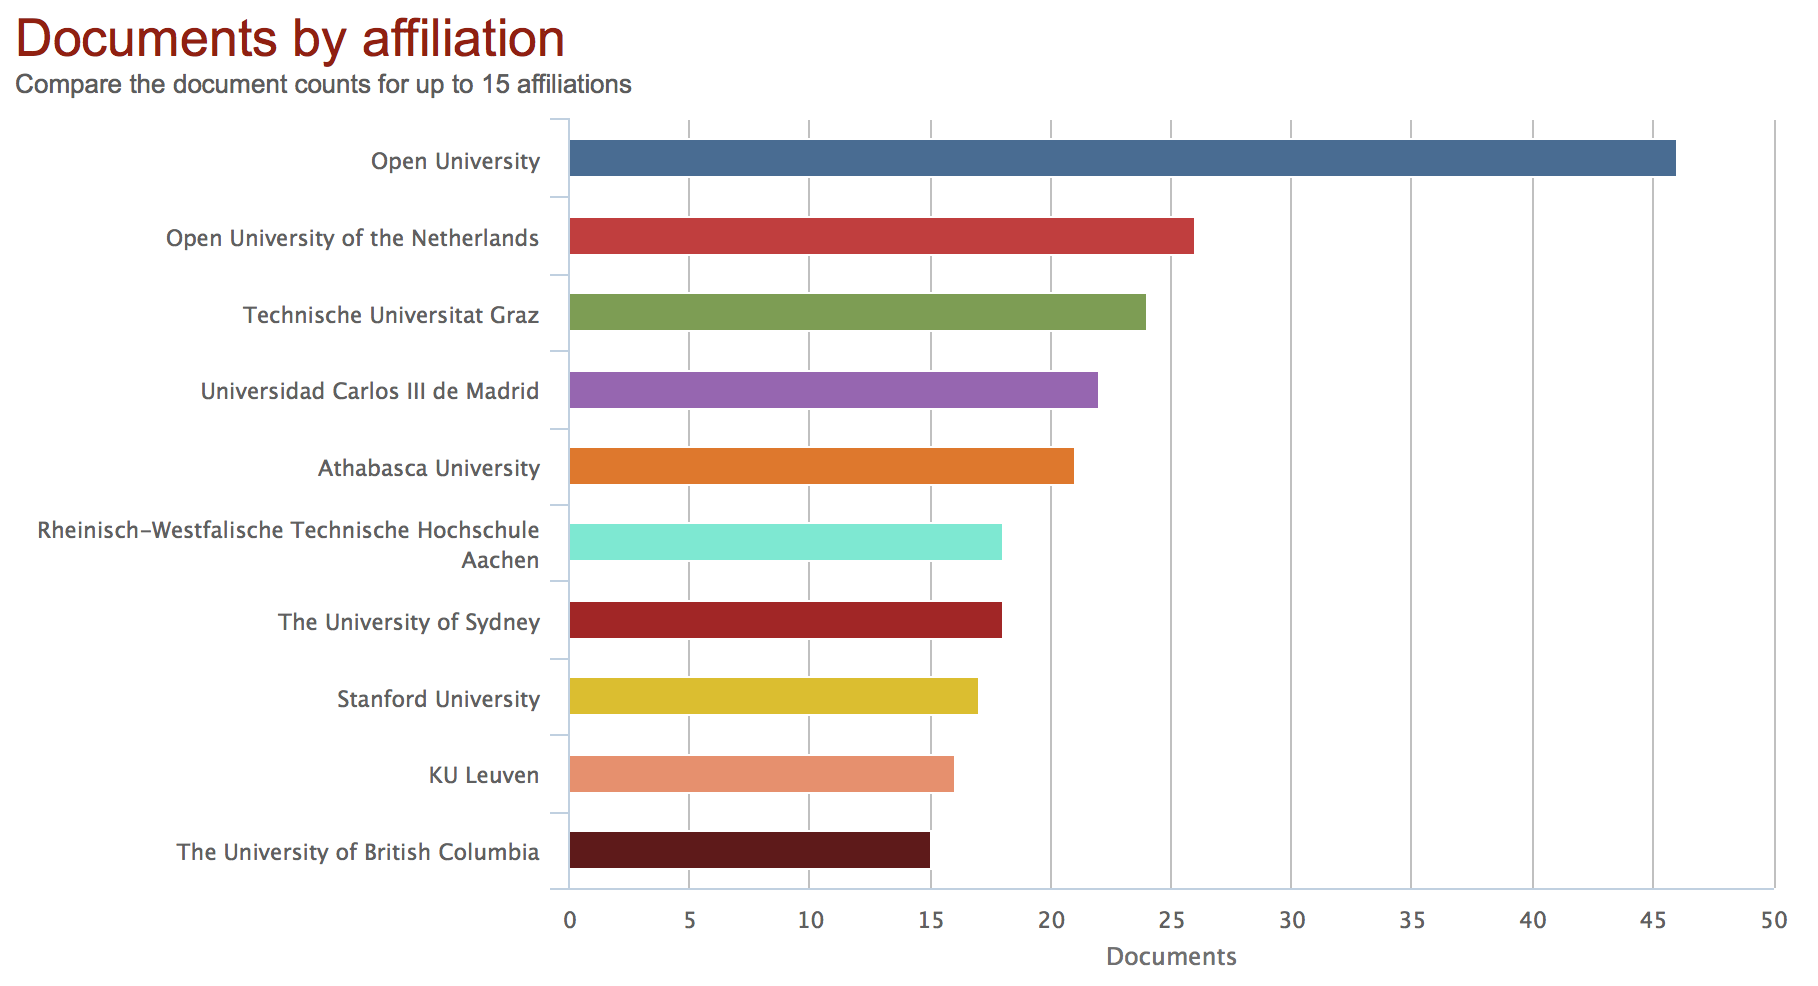 Documents by affiliation
Compare the document counts for up to 15 affiliations
Open University
Open University of the Netherlands
Technische Universitat Graz
Universidad Carlos III de Madrid
Athabasca University
Rheinisch-Westfalische Technische Hochschule
Aachen
The University of Sydney
Stanford University
KU Leuven
The University of British Columbia
0 5 10 15 20 25 30 35 40 45 50
Documents